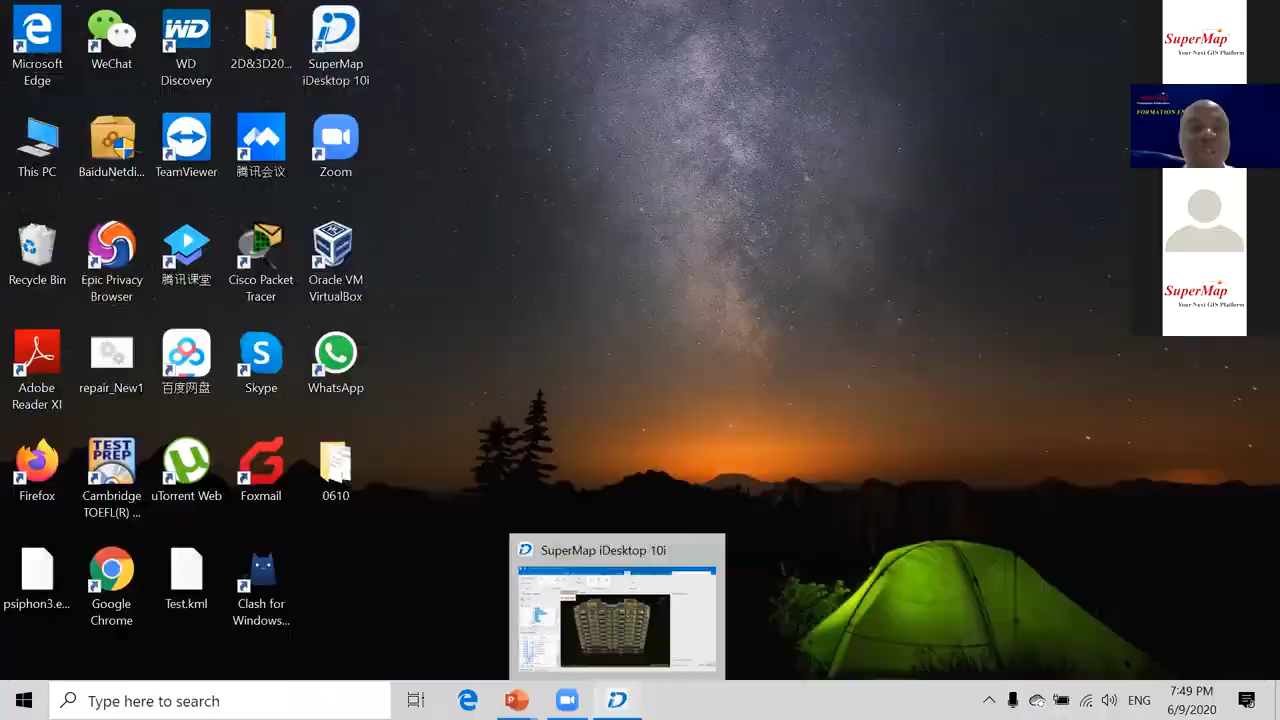 Microsoft
Edge
WeChat
WD
WD
Discovery
2D&3D20...
SuperMap
iDesktop 10i
This PC
BaiduNetdi...
TeamViewer
腾讯会议
Zoom
Recycle Bin
Epic Privacy
Browser
腾讯课堂
Cisco Packet
Tracer
Oracle VM
VirtualBox
Adobe
Reader XI
repair_New1
百度网盘
Skype
WhatsApp
Firefox
TEST
PREP
Cambridge
TOEFL(R) ...
uTorrent Web
Foxmail
0610
psiphon3.e...
Google
Chrome
Test.kml
Clash for
Windows...
SuperMap
Your Next GIS Platform
FORMATION EN
SuperMap
Your Next GIS Platform
SuperMap iDesktop 10i
Type here to search
ENG
7:49 PM
6/9/2020